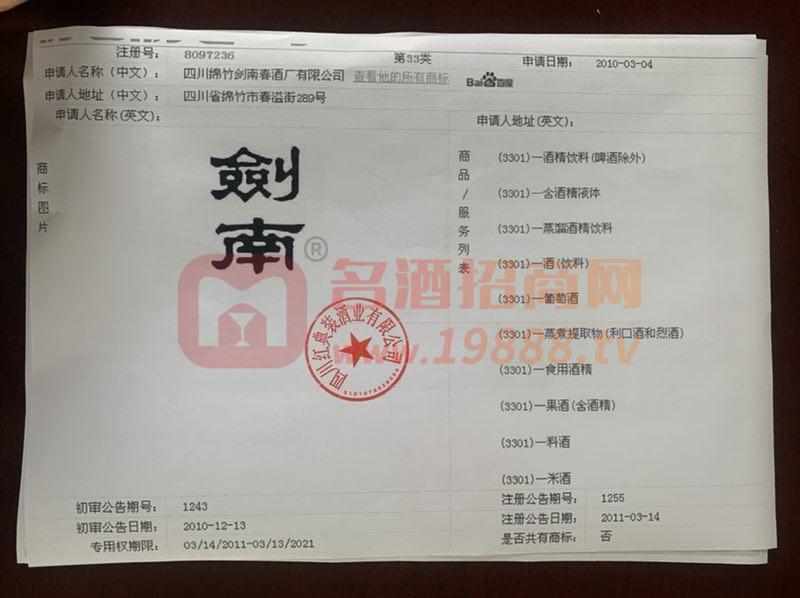 注册号： 8097236 第33类 申请日期： 2010-03-04
申请人名称（中文）： 四川绵竹剑南春酒厂有限公司 查看他的所有商标 Bai百度
申请人地址（中文）： 四川省绵竹市春溢街289号
申请人名称(英文)： 申请人地址(英文)：
商标图片
劍南®
商品/服务列表
(3301)—酒精饮料(啤酒除外)
(3301)—含酒精液体
(3301)—蒸馏酒精饮料
(3301)—酒(饮料)
(3301)—葡萄酒
(3301)—蒸煮提取物(利口酒和烈酒)
(3301)—食用酒精
(3301)—果酒(含酒精)
(3301)—料酒
(3301)—米酒
名酒招商网
www.19888.tv
四川红典装酒业有限公司
初审公告期号： 1243 注册公告期号： 1255
初审公告日期： 2010-12-13 注册公告日期： 2011-03-14
专用权期限： 03/14/2011-03/13/2021 是否共有商标： 否